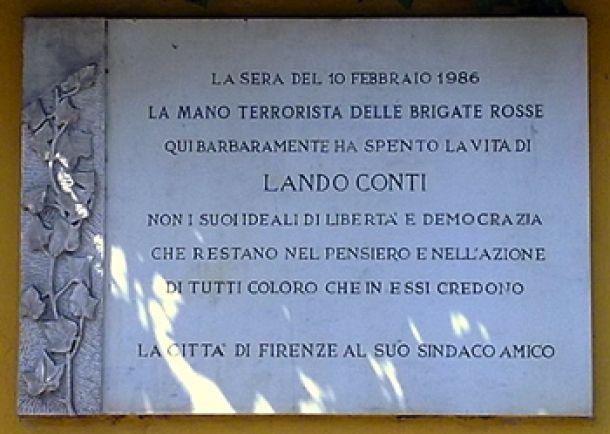 LA SERA DEL 10 FEBBRAIO 1986
LA MANO TERRORISTA DELLE BRIGATE ROSSE
QUI BARBARAMENTE HA SPENTO LA VITA DI
LANDO CONTI
NON I SUOI IDEALI DI LIBERTA' E DEMOCRAZIA
CHE RESTANO NEL PENSIERO E NELL'AZIONE
DI TUTTI COLORO CHE IN ESSI CREDONO
LA CITTA' DI FIRENZE AL SUO SINDACO AMICO